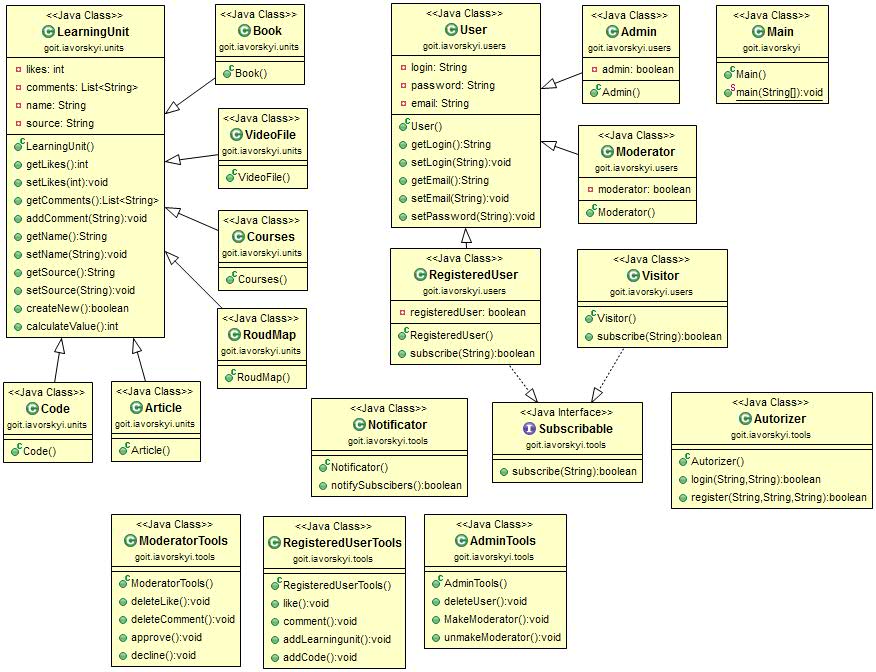 <<Java Class>>
LearningUnit
goit.iavorskyi.units
likes: int
comments: List<String>
name: String
source: String
LearningUnit()
getLikes():int
setLikes(int):void
getComments():List<String>
addComment(String):void
getName():String
setName(String):void
getSource():String
setSource(String):void
createNew():boolean
calculateValue():int
<<Java Class>>
Book
goit.iavorskyi.units
Book()
<<Java Class>>
VideoFile
goit.iavorskyi.units
VideoFile()
<<Java Class>>
Courses
goit.iavorskyi.units
Courses()
<<Java Class>>
RoudMap
goit.iavorskyi.units
RoudMap()
<<Java Class>>
Code
goit.iavorskyi.units
Code()
<<Java Class>>
Article
goit.iavorskyi.units
Article()
<<Java Class>>
User
goit.iavorskyi.users
login: String
password: String
email: String
User()
getLogin():String
setLogin(String):void
getEmail():String
setEmail(String):void
setPassword(String):void
<<Java Class>>
Admin
goit.iavorskyi.users
admin: boolean
Admin()
<<Java Class>>
Main
goit.iavorskyi
Main()
main(String[]):void
<<Java Class>>
Moderator
goit.iavorskyi.users
moderator: boolean
Moderator()
<<Java Class>>
RegisteredUser
goit.iavorskyi.users
registeredUser: boolean
RegisteredUser()
subscribe(String):boolean
<<Java Class>>
Visitor
goit.iavorskyi.users
Visitor()
subscribe(String):boolean
<<Java Class>>
Notificator
goit.iavorskyi.tools
Notificator()
notifySubscibers():boolean
<<Java Interface>>
Subscribable
goit.iavorskyi.tools
subscribe(String):boolean
<<Java Class>>
Autorizer
goit.iavorskyi.tools
Autorizer()
login(String,String):boolean
register(String,String,String):boolean
<<Java Class>>
ModeratorTools
goit.iavorskyi.tools
ModeratorTools()
deleteLike():void
deleteComment():void
approve():void
decline():void
<<Java Class>>
RegisteredUserTools
goit.iavorskyi.tools
RegisteredUserTools()
like():void
comment():void
addLearningunit():void
addCode():void
<<Java Class>>
AdminTools
goit.iavorskyi.tools
AdminTools()
deleteUser():void
MakeModerator():void
unmakeModerator():void